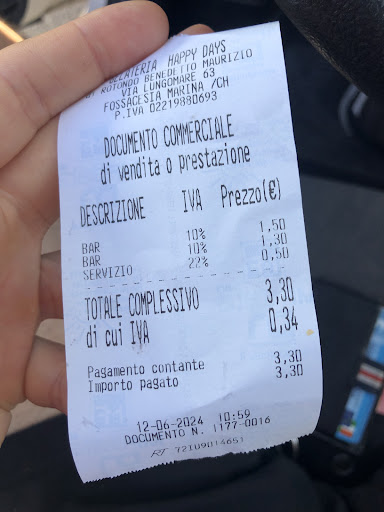 HAPPY DAYS
ROTONDO BENEDETTO MAURIZIO
VIA LUNGOMARE 63
FOSSACESIA MARINA /CH
P.IVA 02219880693
DOCUMENTO COMMERCIALE
di vendita o prestazione
DESCRIZIONE IVA Prezzo(€)
BAR 10% 1,50
BAR 10% 1,30
SERVIZIO 22% 0,50
TOTALE COMPLESSIVO 3,30
di cui IVA 0,34
Pagamento contante 3,30
Importo pagato 3,30
12-06-2024 10:59
DOCUMENTO N. 1177-0016
RT